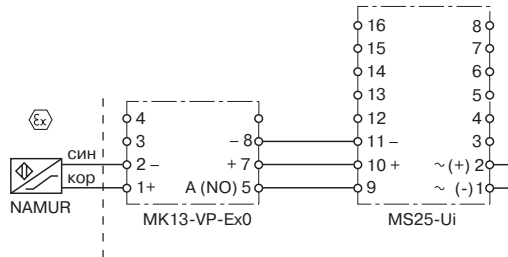 16 8
15 7
14 6
13 5
12 4
11 – 3
10 + ~ (+) 2
9 ~ (-) 1
MS25-Ui
4
3 – 8
2 – + 7
1+ A (NO) 5
MK13-VP-Ex0
εx
син
кор
NAMUR